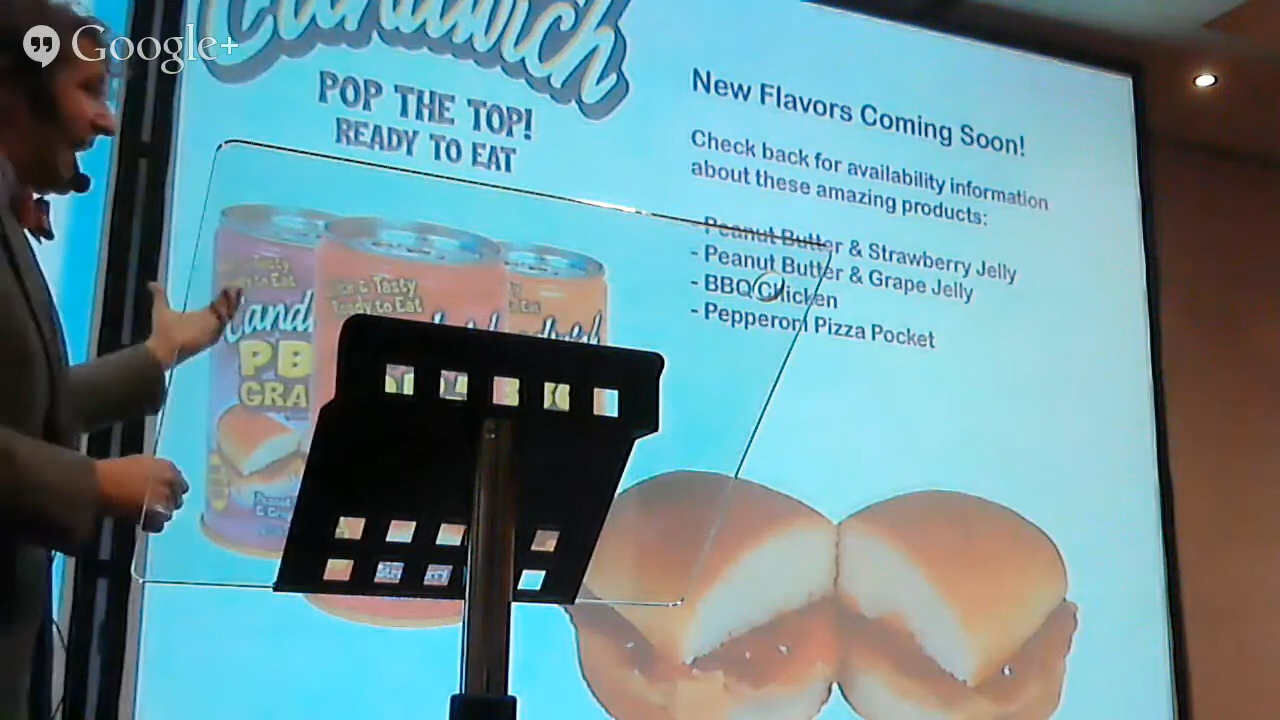 Google+
Candwich
POP THE TOP!
READY TO EAT
New Flavors Coming Soon!
Check back for availability information
about these amazing products:
- Peanut Butter & Strawberry Jelly
- Peanut Butter & Grape Jelly
- BBQ Chicken
- Pepperoni Pizza Pocket
& Tasty
Ready to Eat
PB
GRA